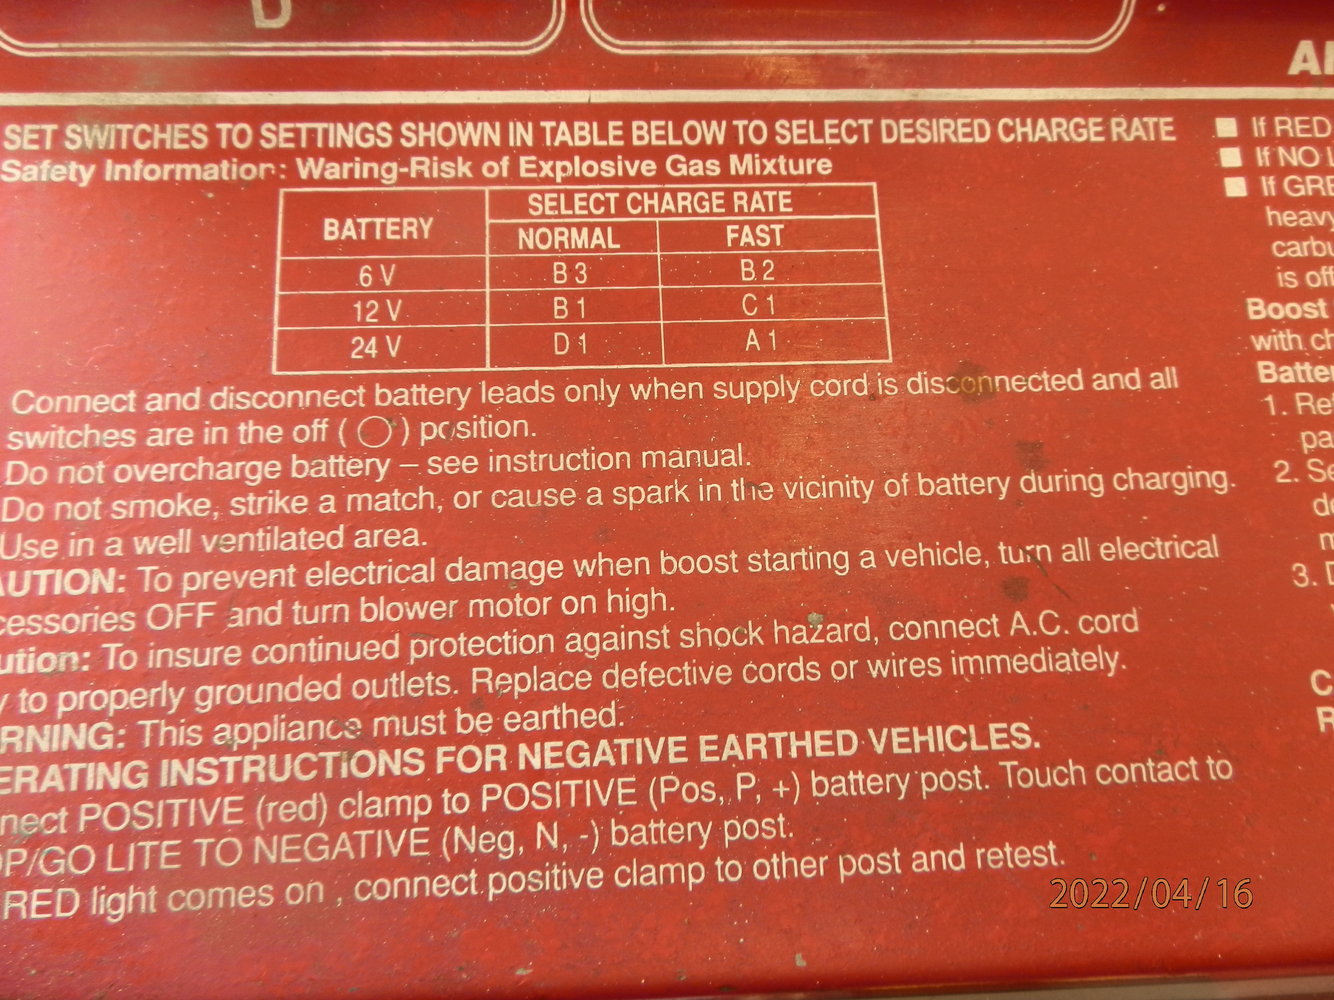 D
SET SWITCHES TO SETTINGS SHOWN IN TABLE BELOW TO SELECT DESIRED CHARGE RATE
Safety Information: Waring-Risk of Explosive Gas Mixture
BATTERY SELECT CHARGE RATE
NORMAL FAST
6 V B 3 B 2
12 V B 1 C 1
24 V D 1 A 1
Connect and disconnect battery leads only when supply cord is disconnected and all
switches are in the off ( ◯ ) position.
Do not overcharge battery – see instruction manual.
Do not smoke, strike a match, or cause a spark in the vicinity of battery during charging.
Use in a well ventilated area.
AUTION: To prevent electrical damage when boost starting a vehicle, turn all electrical
cessories OFF and turn blower motor on high.
ution: To insure continued protection against shock hazard, connect A.C. cord
y to properly grounded outlets. Replace defective cords or wires immediately.
RNING: This appliance must be earthed.
ERATING INSTRUCTIONS FOR NEGATIVE EARTHED VEHICLES.
nect POSITIVE (red) clamp to POSITIVE (Pos, P, +) battery post. Touch contact to
OP/GO LITE TO NEGATIVE (Neg, N, -) battery post.
RED light comes on , connect positive clamp to other post and retest.
■ If RED
■ If NO
■ If GRE
heavy
carbu
is off
Boost
with ch
Batter
1. Re
pa
2. So
de
m
3.
2022/04/16